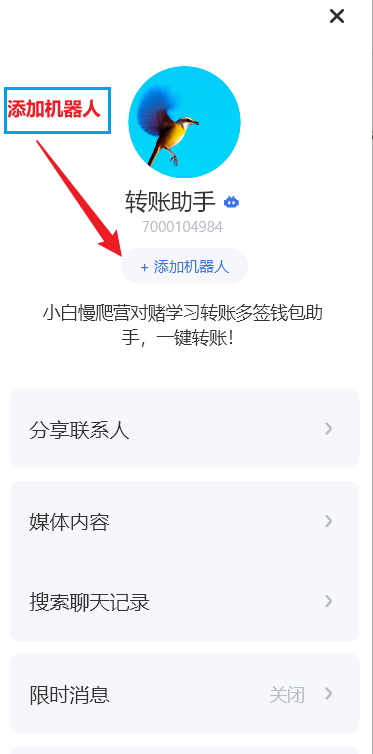 添加机器人
转账助手
7000104984
+ 添加机器人
小白慢爬营对赌学习转账多签钱包助
手，一键转账！
分享联系人
媒体内容
搜索聊天记录
限时消息 关闭